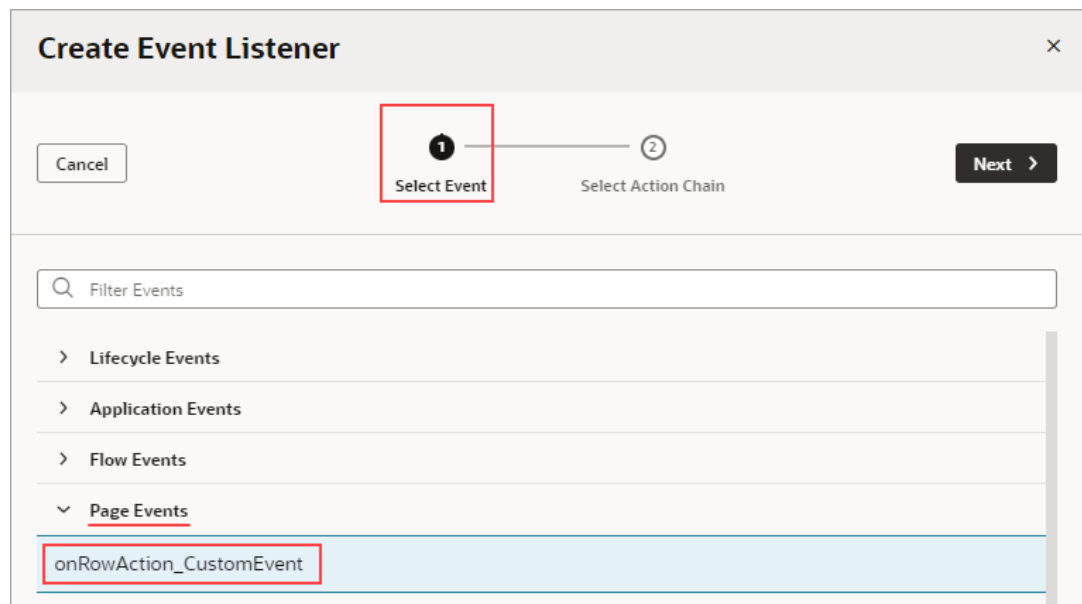 Create Event Listener
Cancel
1
2
Next
Select Event
Select Action Chain
Filter Events
Lifecycle Events
Application Events
Flow Events
Page Events
onRowAction_CustomEvent